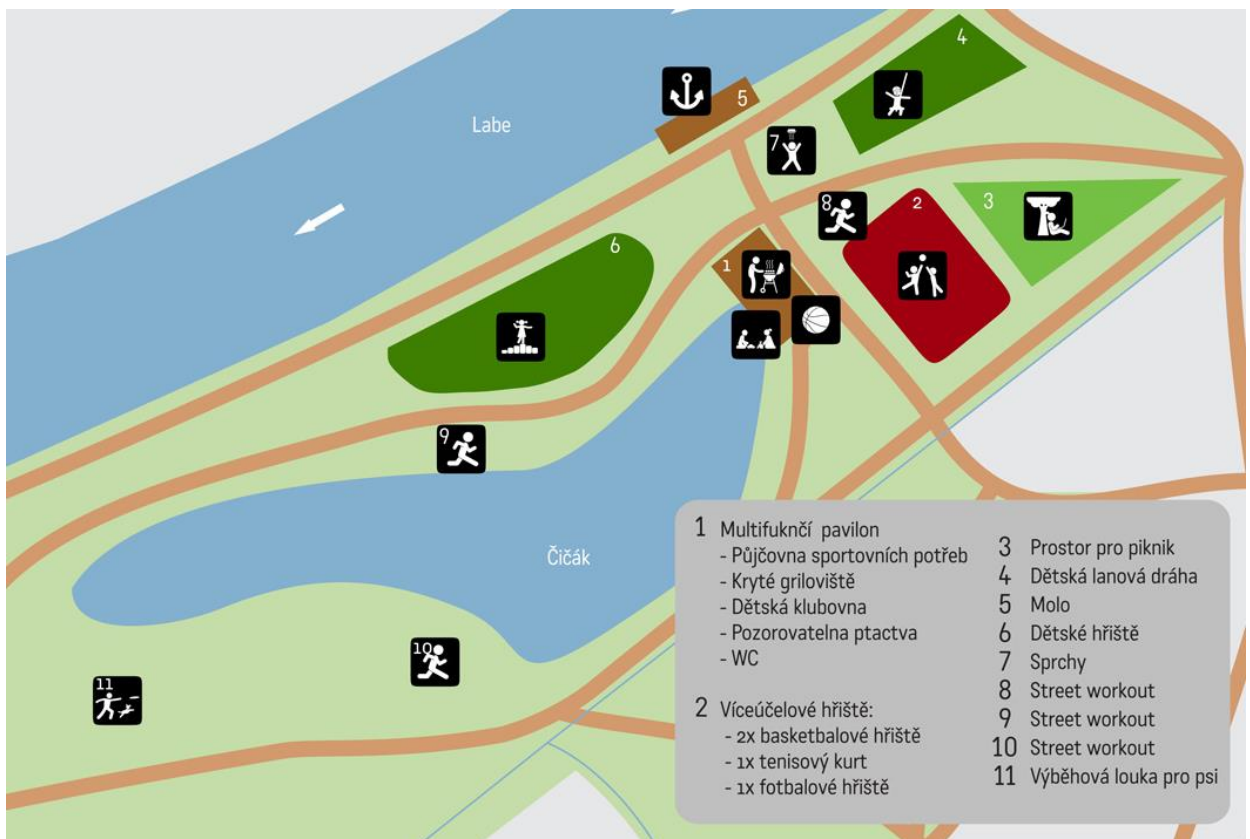 4
5
Labe
7
8
2
3
6
1
9
Čičák
10
11
1 Multifuknčí pavilon
- Půjčovna sportovních potřeb
- Kryté griloviště
- Dětská klubovna
- Pozorovatelna ptactva
- WC
2 Víceúčelové hřiště:
- 2x basketbalové hřiště
- 1x tenisový kurt
- 1x fotbalové hřiště
3 Prostor pro piknik
4 Dětská lanová dráha
5 Molo
6 Dětské hřiště
7 Sprchy
8 Street workout
9 Street workout
10 Street workout
11 Výběhová louka pro psi